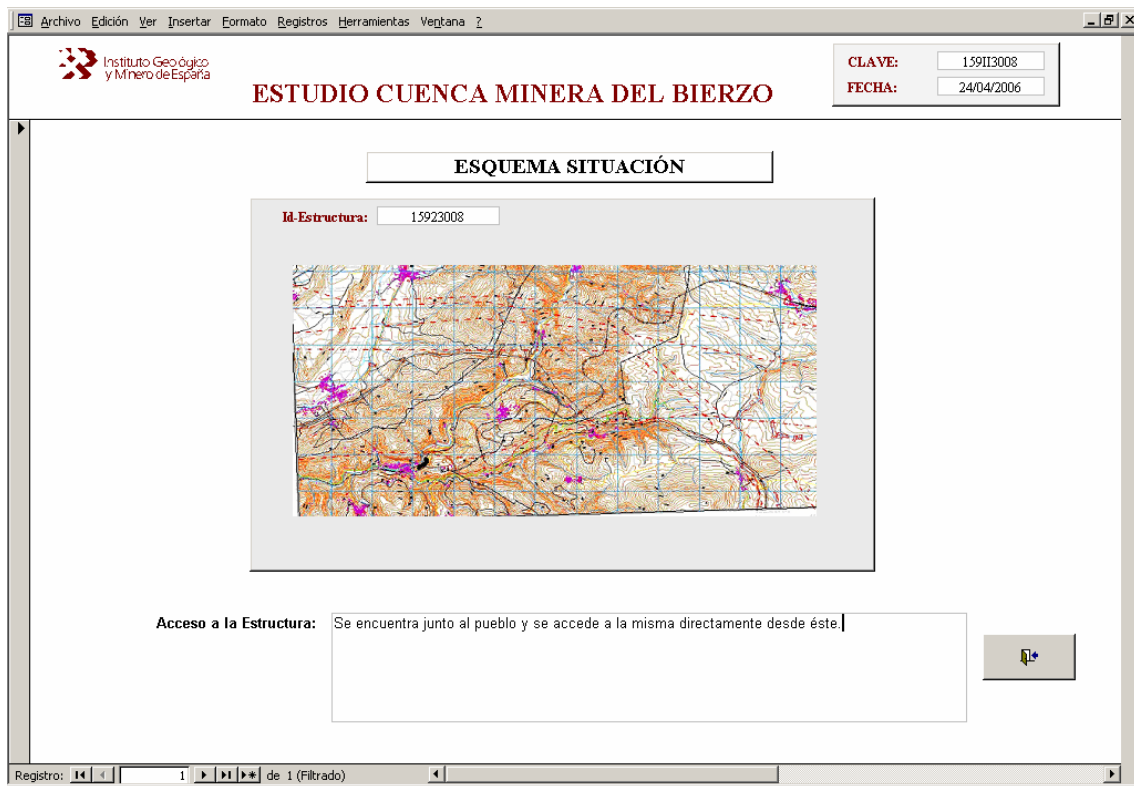 Archivo Edición Ver Insertar Formato Registros Herramientas Ventana ?
Instituto Geológico
y Minero de España
ESTUDIO CUENCA MINERA DEL BIERZO
CLAVE: 159II3008
FECHA: 24/04/2006
ESQUEMA SITUACIÓN
Id-Estructura: 15923008
Acceso a la Estructura: Se encuentra junto al pueblo y se accede a la misma directamente desde éste.
Registro: 1 de 1 (Filtrado)